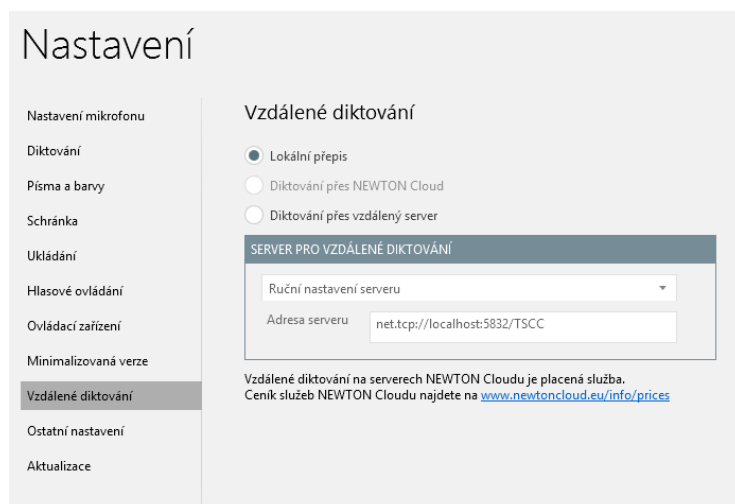 Nastavení
Nastavení mikrofonu
Diktování
Písma a barvy
Schránka
Ukládání
Hlasové ovládání
Ovládací zařízení
Minimalizovaná verze
Vzdálené diktování
Ostatní nastavení
Aktualizace
Vzdálené diktování
Lokální přepis
Diktování přes NEWTON Cloud
Diktování přes vzdálený server
SERVER PRO VZDÁLENÉ DIKTOVÁNÍ
Ruční nastavení serveru
Adresa serveru net.tcp://localhost:5832/TSCC
Vzdálené diktování na serverech NEWTON Cloudu je placená služba.
Ceník služeb NEWTON Cloudu najdete na www.newtoncloud.eu/info/prices